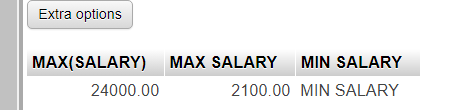 Extra options
MAX(SALARY) MAX SALARY MIN SALARY
24000.00 2100.00 MIN SALARY